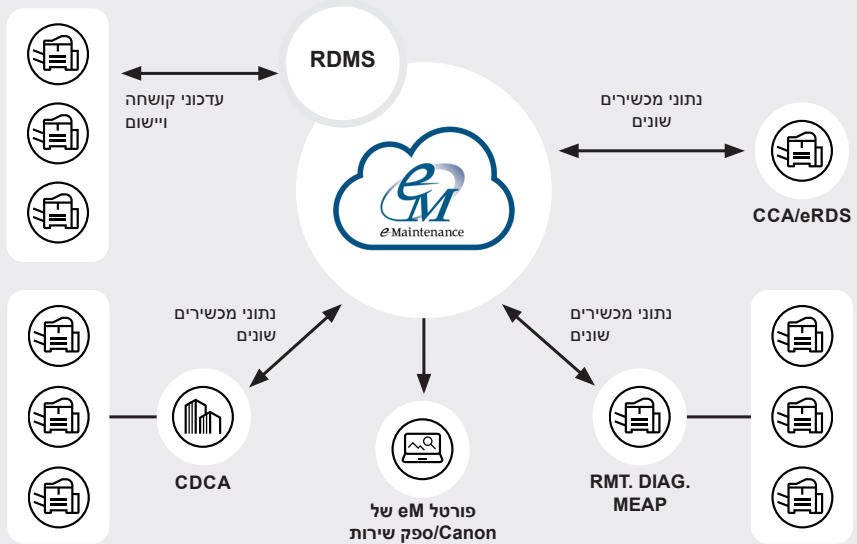 RDMS
עדכוני קושחה
ויישום
נתוני מכשירים
שונים
CCA/eRDS
eM
e-Maintenance
נתוני מכשירים
שונים
נתוני מכשירים
שונים
CDCA
פורטל eM של
Canon/ספק שירות
RMT. DIAG.
MEAP